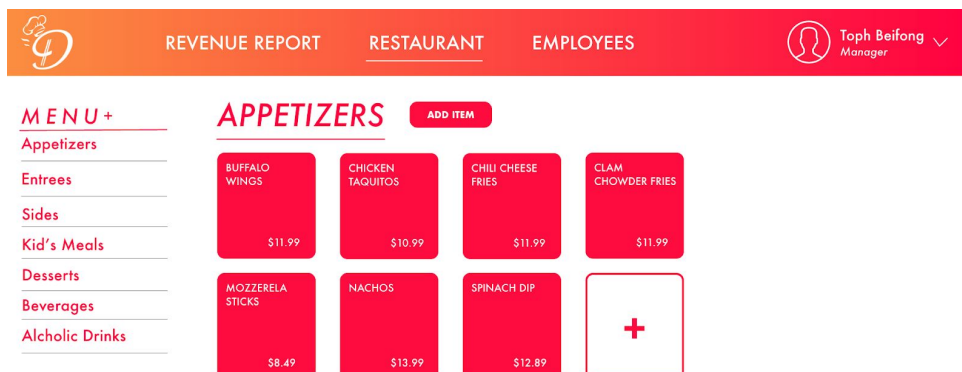 REVENUE REPORT RESTAURANT EMPLOYEES
Toph Beifong
Manager
MENU+
Appetizers
Entrees
Sides
Kid's Meals
Desserts
Beverages
Alcholic Drinks
APPETIZERS
ADD ITEM
BUFFALO
WINGS
$11.99
CHICKEN
TAQUITOS
$10.99
CHILI CHEESE
FRIES
$11.99
CLAM
CHOWDER FRIES
$11.99
MOZZERELA
STICKS
$8.49
NACHOS
$13.99
SPINACH DIP
$12.89
+